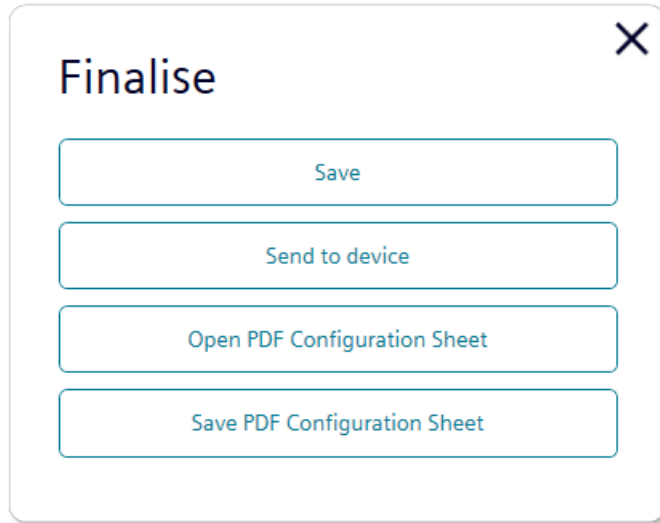 Finalise
Save
Send to device
Open PDF Configuration Sheet
Save PDF Configuration Sheet